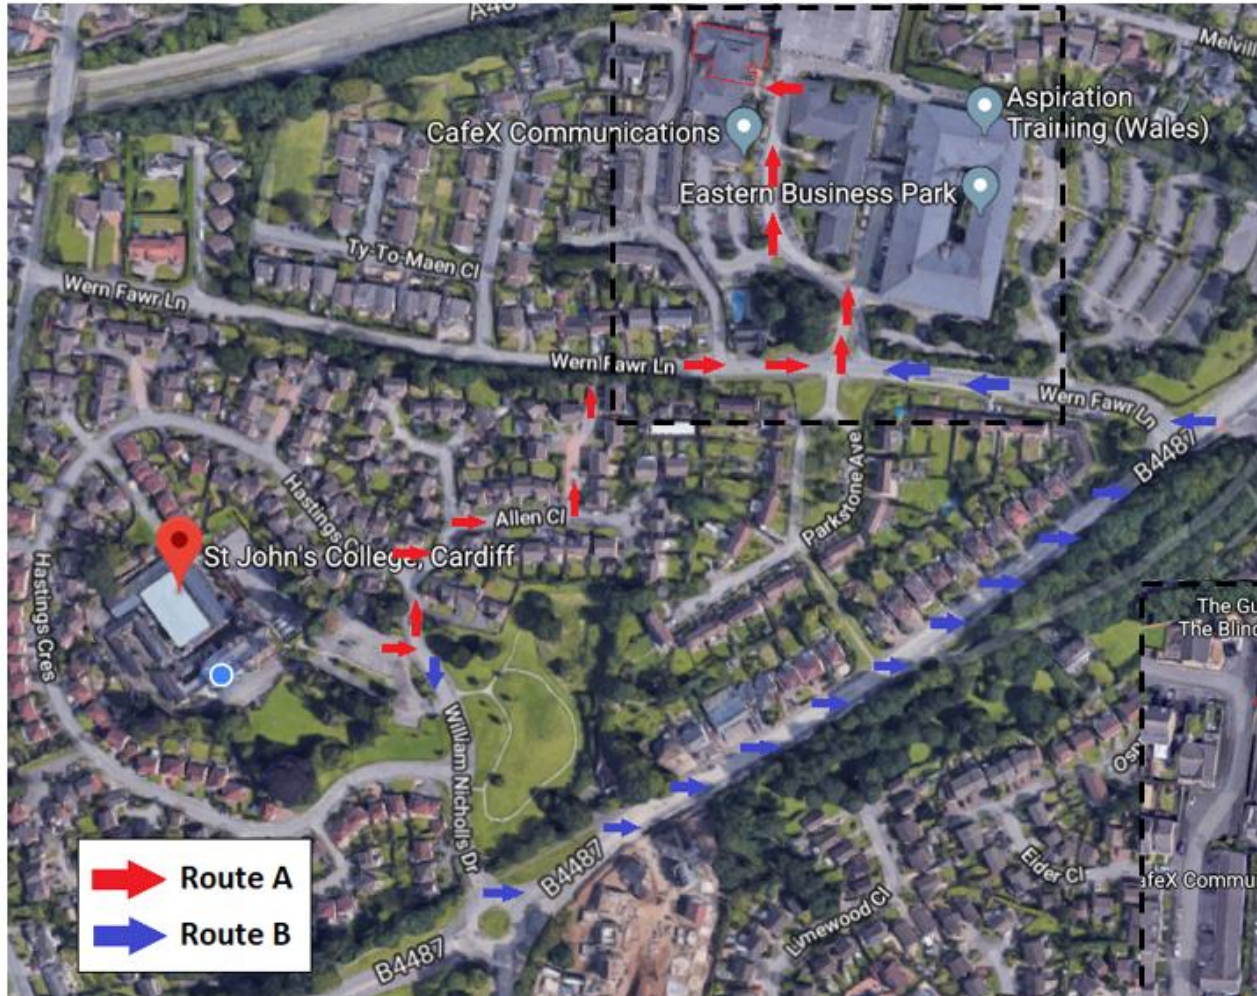 Melvill
CafeX Communications
Aspiration
Training (Wales)
Eastern Business Park
Ty-To-Maen Cl
Wern Fawr Ln
Wern Fawr Ln
Wern Fawr Ln
B4487
Hastings
Allen Cl
Parkstone Ave
St John's College, Cardiff
Hastings Cres
The Gu
The Blind
William Nicholls Dr
Elder Cl
afeX Commu
B4487
Lynewood Cl
B4487
Route A
Route B